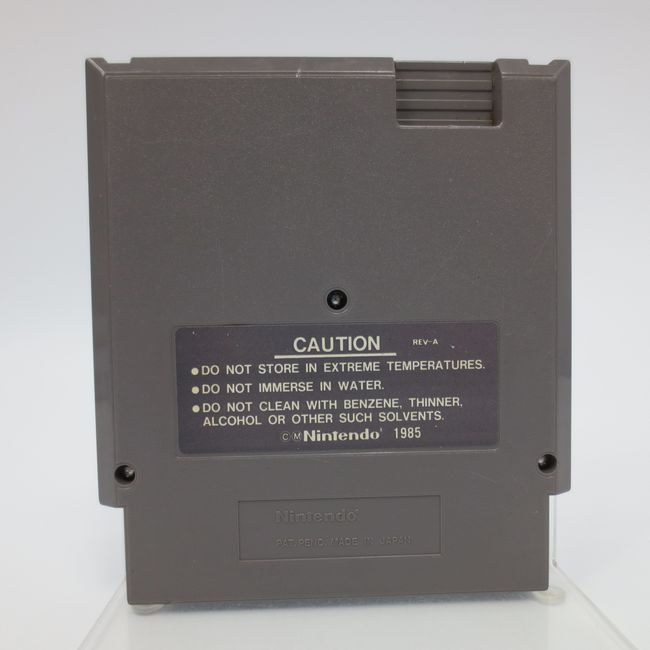 CAUTION REV-A
● DO NOT STORE IN EXTREME TEMPERATURES.
● DO NOT IMMERSE IN WATER.
● DO NOT CLEAN WITH BENZENE, THINNER,
ALCOHOL OR OTHER SUCH SOLVENTS.
Ⓒ Ⓜ Nintendo® 1985
Nintendo®
PAT. PEND. MADE IN JAPAN